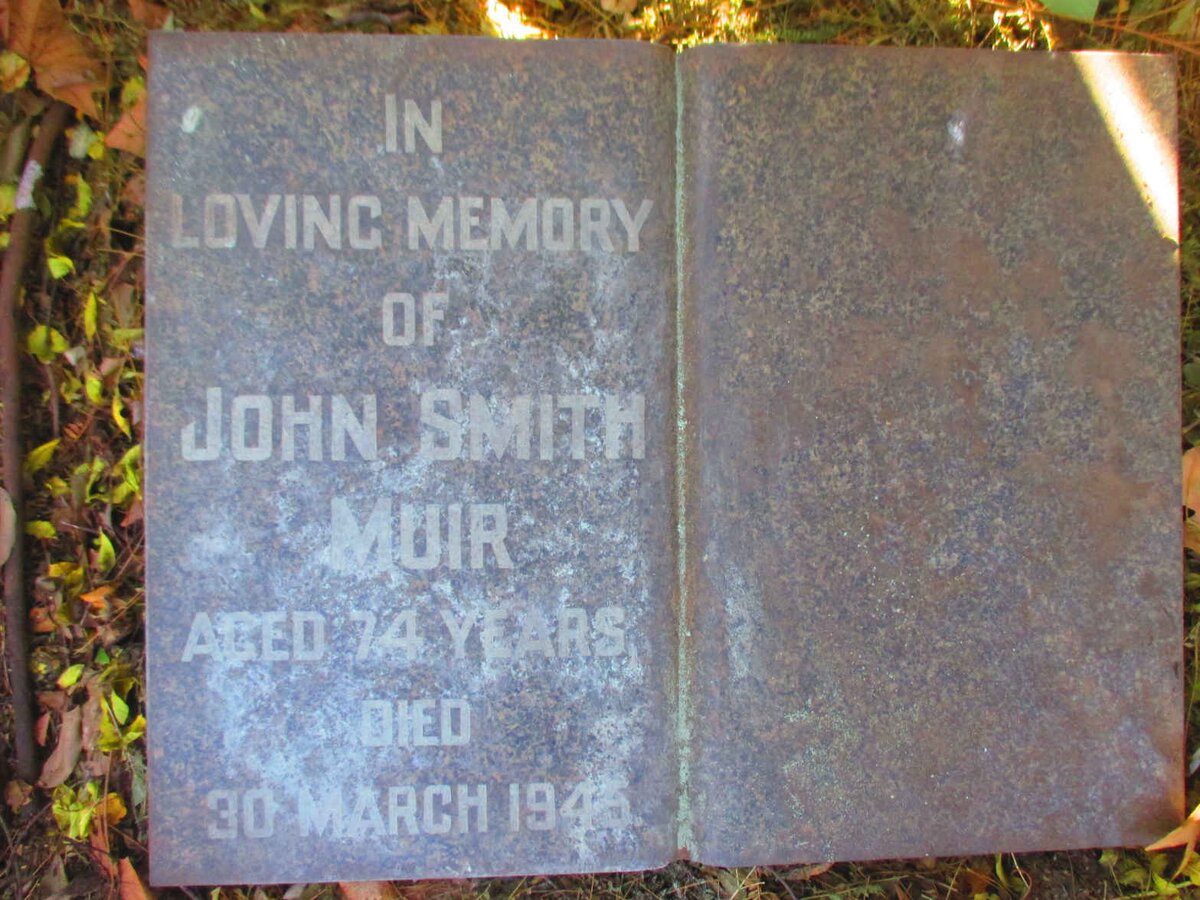 IN
LOVING MEMORY
OF
JOHN SMITH
MUIR
AGED 74 YEARS,
DIED
30 MARCH 1945.